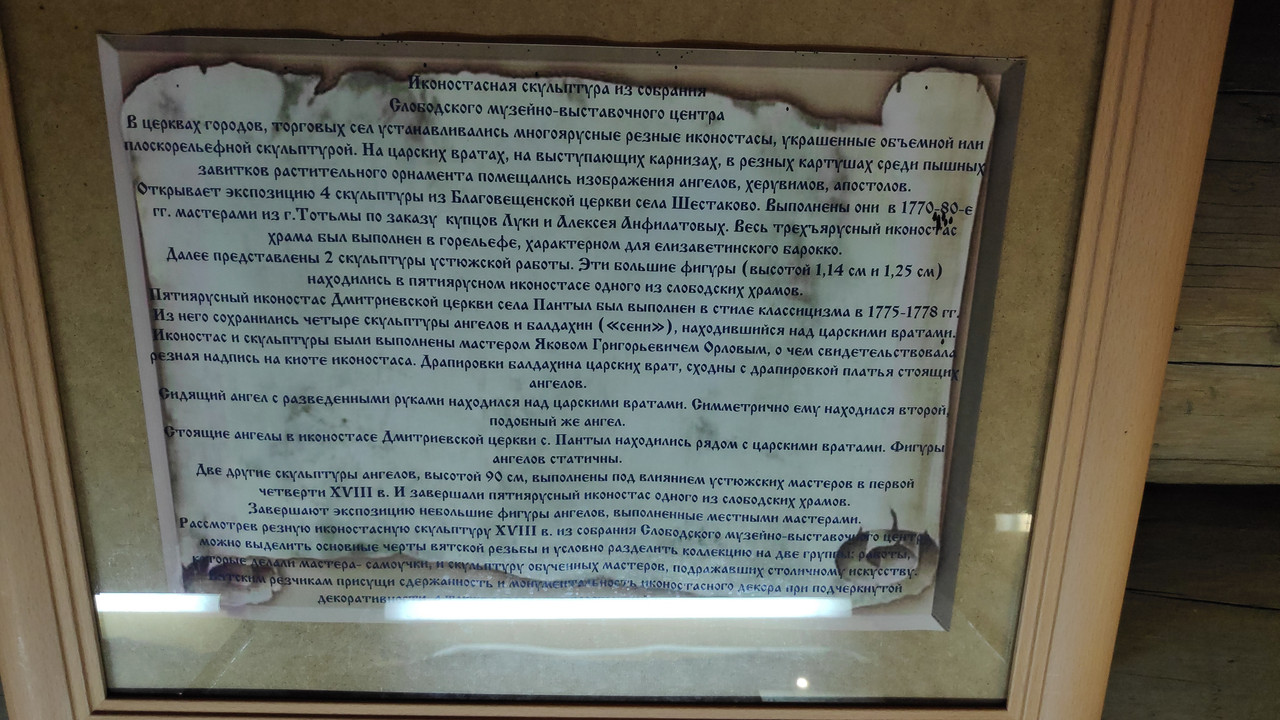 Иконостасная скульптура из собрания
Слободского музейно-выставочного центра
В церквах городов, торговых сел устанавливались многоярусные резные иконостасы, украшенные объемной или
плоскорельефной скульптурой. На царских вратах, на выступающих карнизах, в резных картушах среди пышных
завитков растительного орнамента помещались изображения ангелов, херувимов, апостолов.
Открывает экспозицию 4 скульптуры из Благовещенской церкви села Шестаково. Выполнены они в 1770-80-е
гг. мастерами из г.Тотьмы по заказу купцов Луки и Алексея Анфилатовых. Весь трехъярусный иконостас
храма был выполнен в горельефе, характерном для елизаветинского барокко.
Далее представлены 2 скульптуры устюжской работы. Эти большие фигуры (высотой 1,14 см и 1,25 см)
находились в пятиярусном иконостасе одного из слободских храмов.
Пятиярусный иконостас Дмитриевской церкви села Пантыл был выполнен в стиле классицизма в 1775-1778 гг.
Из него сохранились четыре скульптуры ангелов и балдахин («сени»), находившийся над царскими вратами.
Иконостас и скульптуры были выполнены мастером Яковом Григорьевичем Орловым, о чем свидетельствовала
резная надпись на киоте иконостаса. Драпировки балдахина царских врат, сходны с драпировкой платья стоящих
ангелов.
Сидящий ангел с разведенными руками находился над царскими вратами. Симметрично ему находился второй,
подобный же ангел.
Стоящие ангелы в иконостасе Дмитриевской церкви с. Пантыл находились рядом с царскими вратами. Фигуры
ангелов статичны.
Две другие скульптуры ангелов, высотой 90 см, выполнены под влиянием устюжских мастеров в первой
четверти XVIII в. И завершали пятиярусный иконостас одного из слободских храмов.
Завершают экспозицию небольшие фигуры ангелов, выполненные местными мастерами.
Рассмотрев резную иконостасную скульптуру XVIII в. из собрания Слободского музейно-выставочного центра
можно выделить основные черты вятской резьбы и условно разделить коллекцию на две группы: работы,
которые делали мастера- самоучки, и скульптуру обученных мастеров, подражавших столичному искусству.
Вятским резчикам присущи сдержанность и монументальность иконостасного декора при подчеркнутой
декоративности,